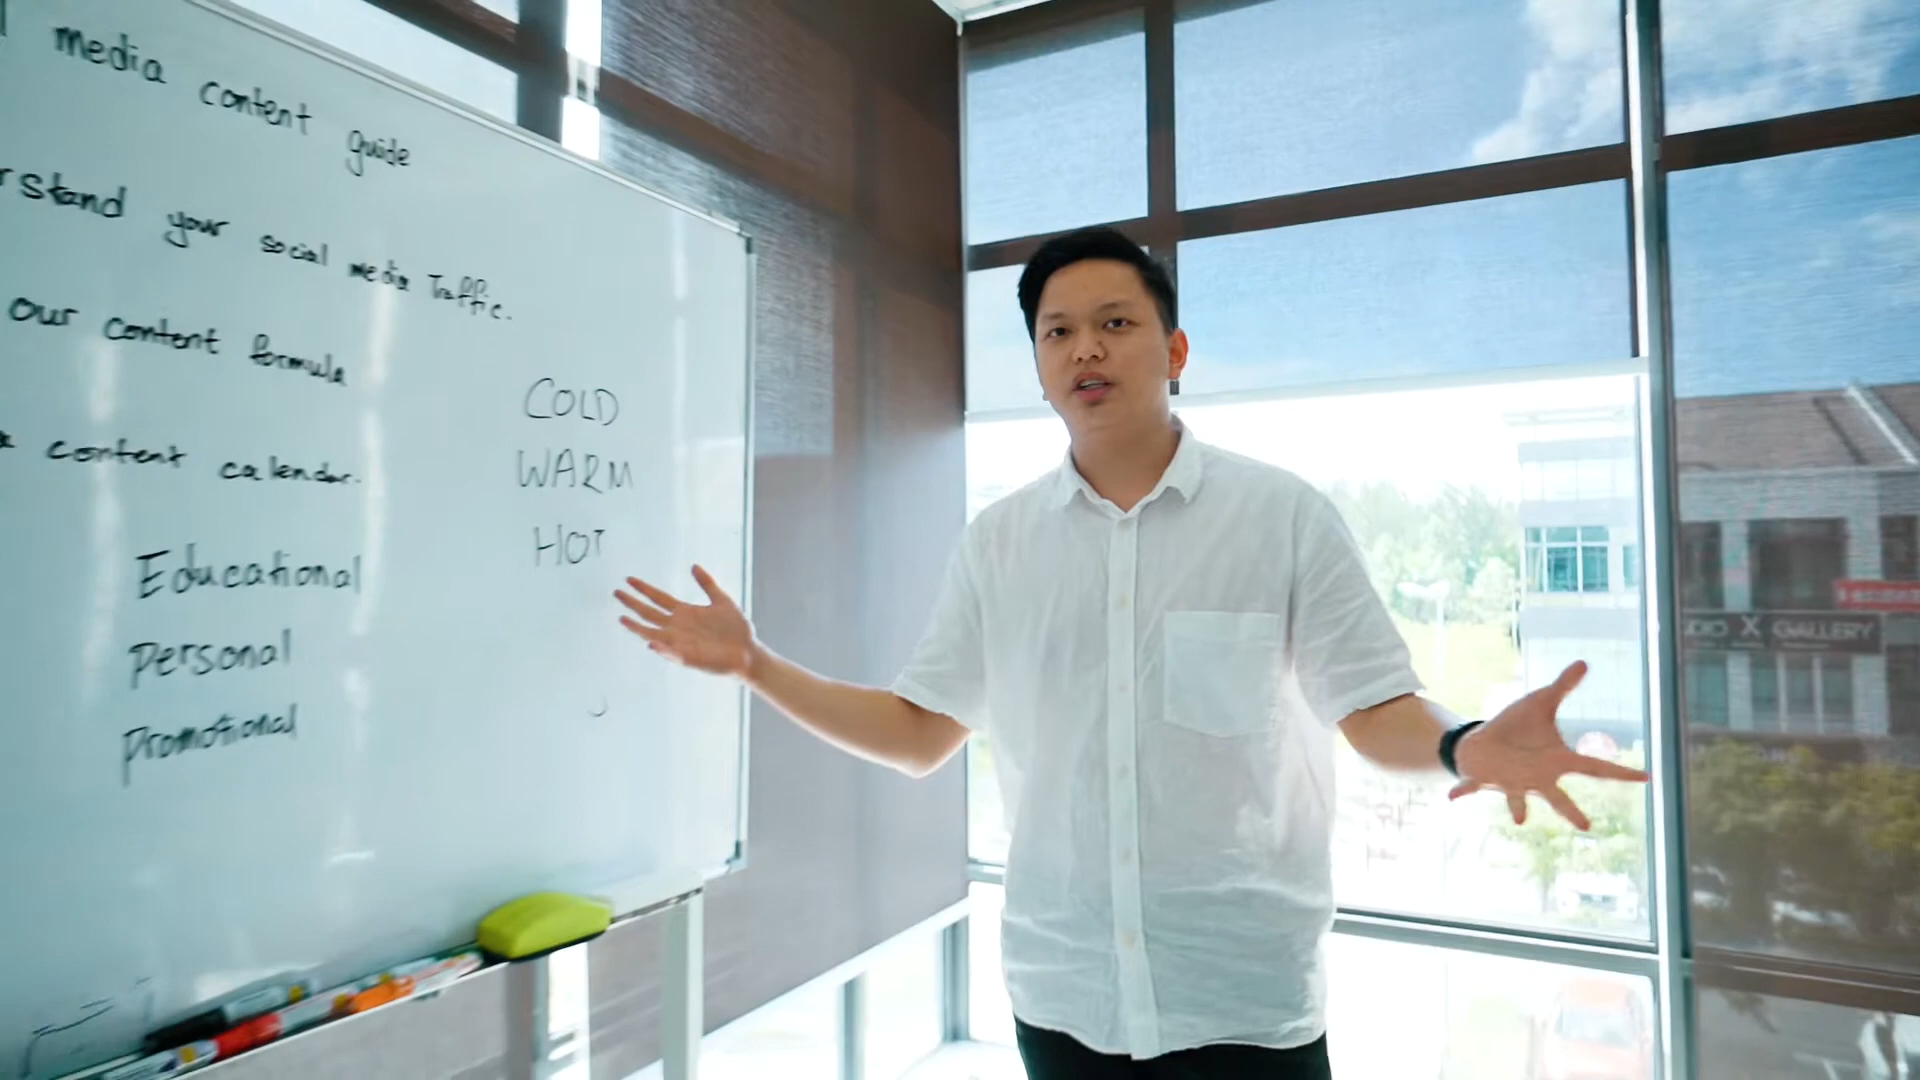 media content guide
rstand your social media Traffic.
our content formula
content calendar.
COLD
WARM
HOT
Educational
Personal
Promotional
X GALLERY